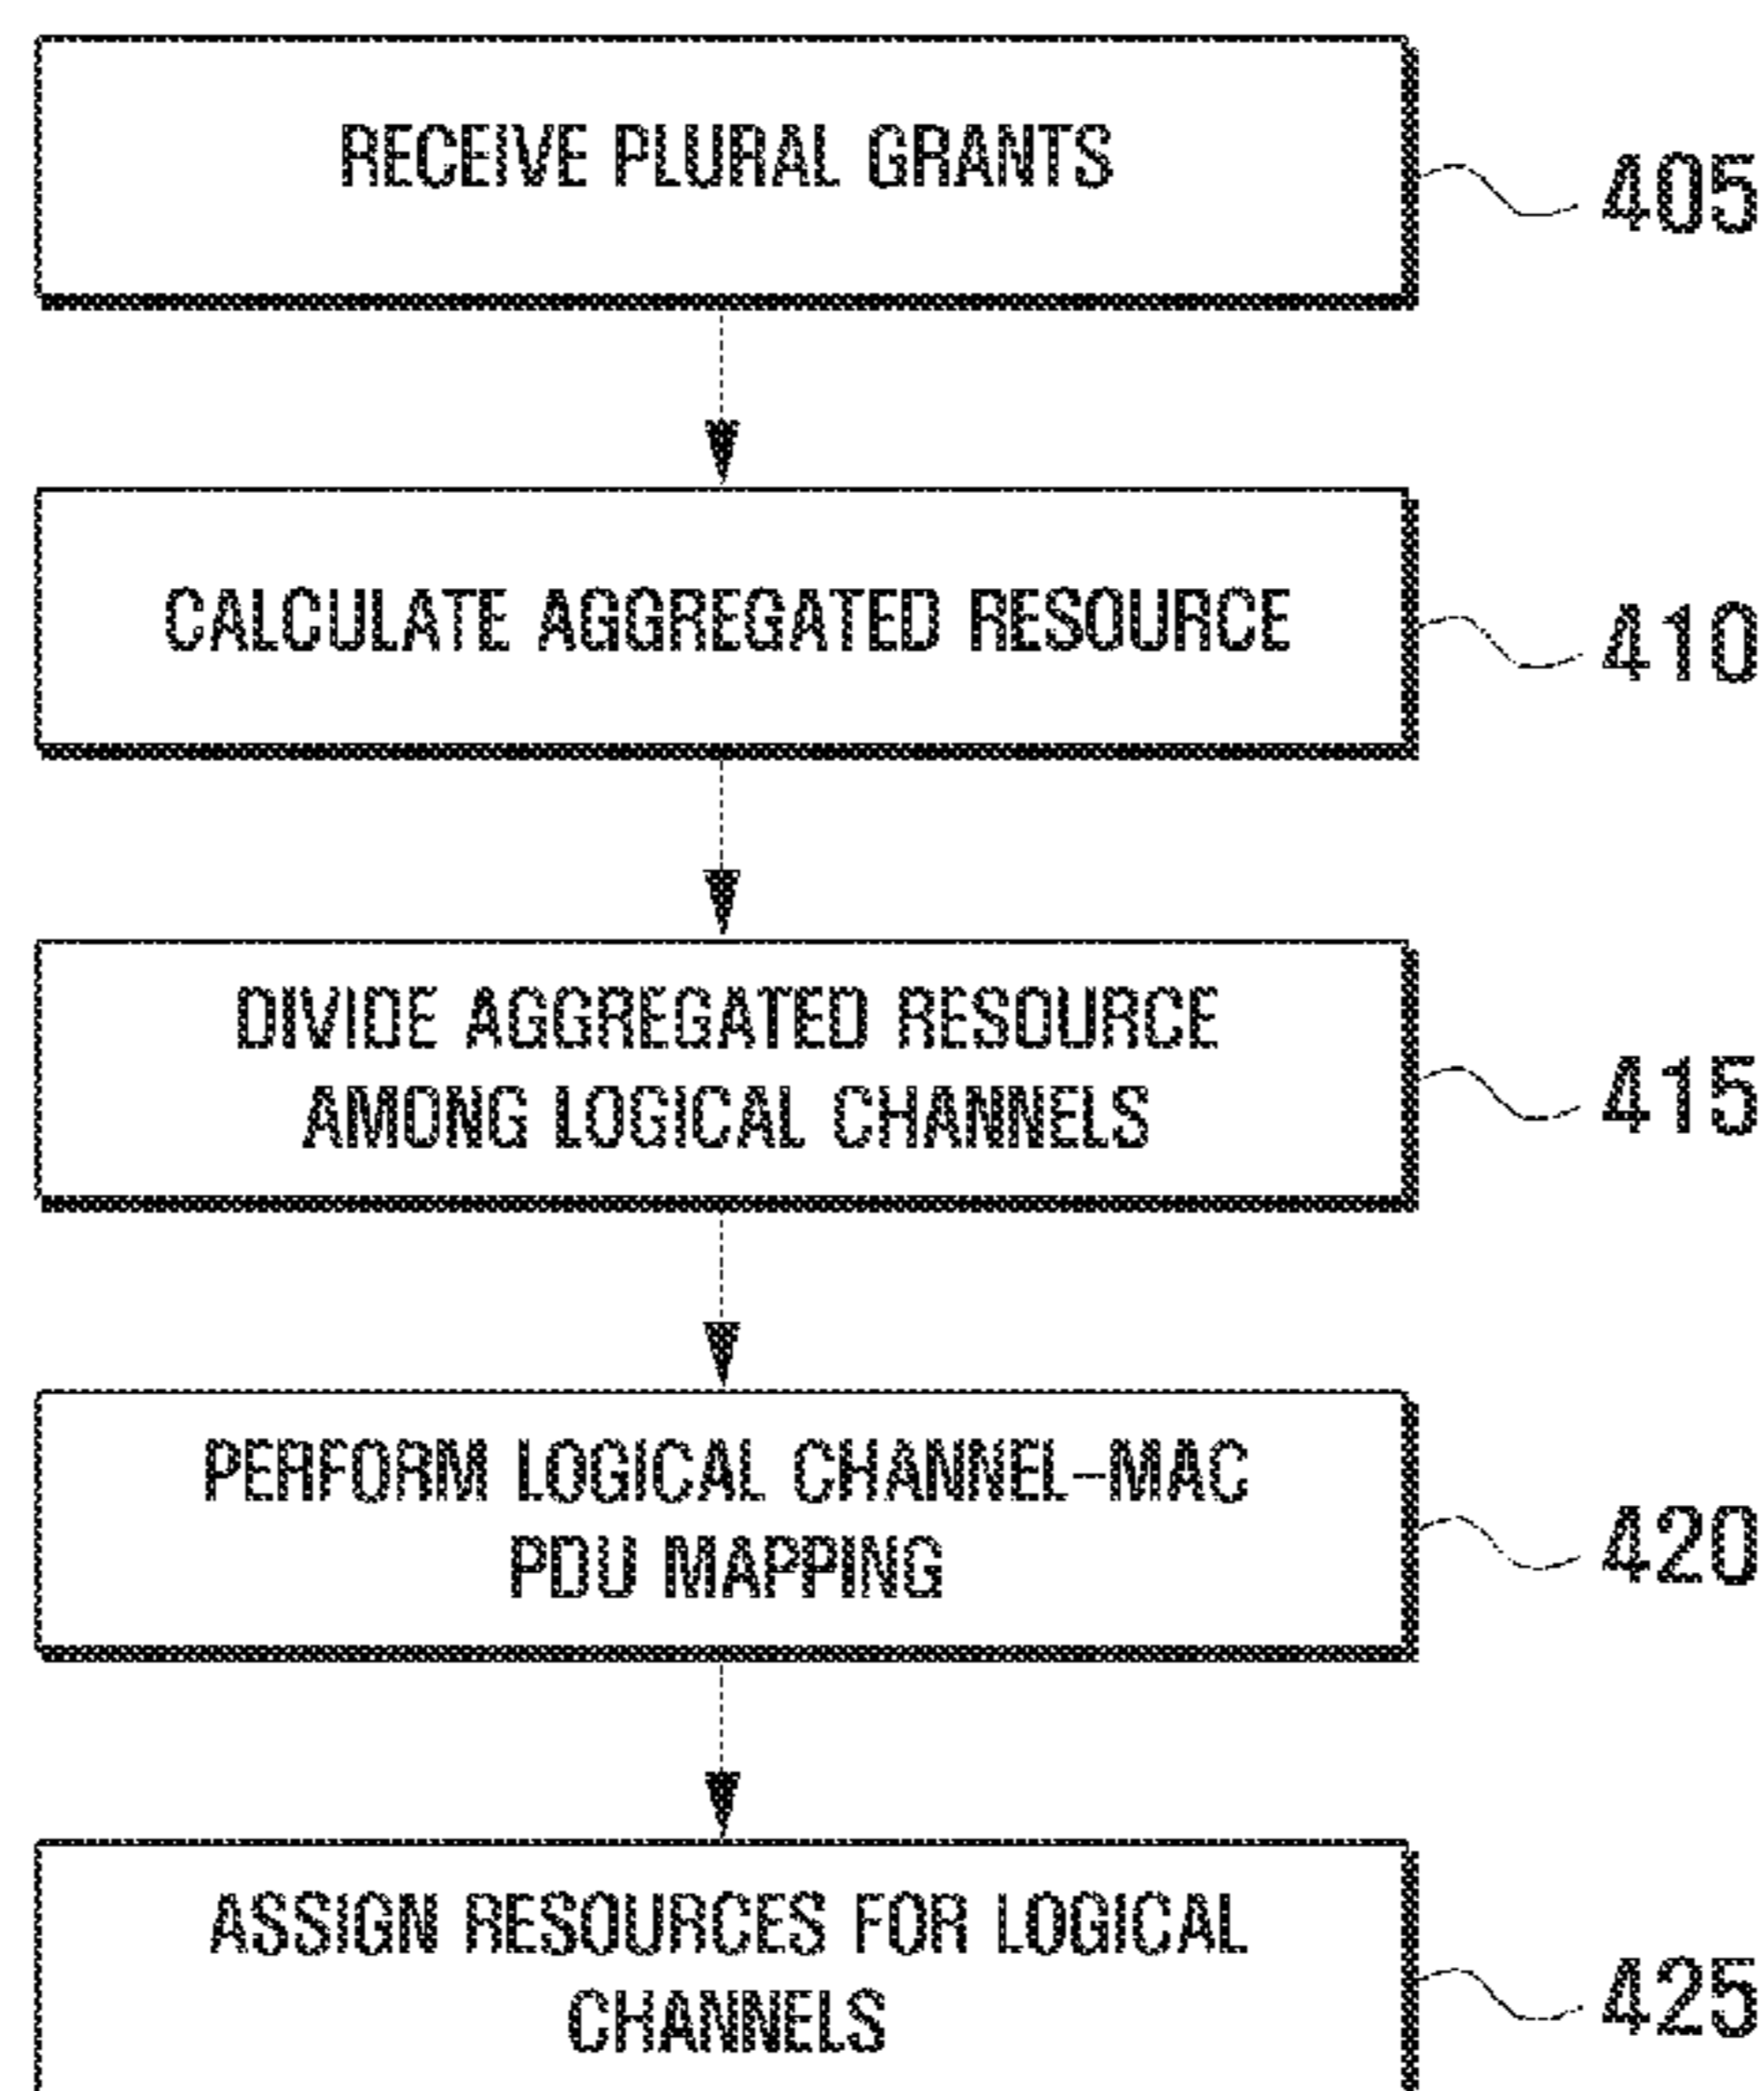 RECEIVE PLURAL GRANTS
405
CALCULATE AGGREGATED RESOURCE
410
DIVIDE AGGREGATED RESOURCE
AMONG LOGICAL CHANNELS
415
PERFORM LOGICAL CHANNEL-MAC
PDU MAPPING
420
ASSIGN RESOURCES FOR LOGICAL
CHANNELS
425